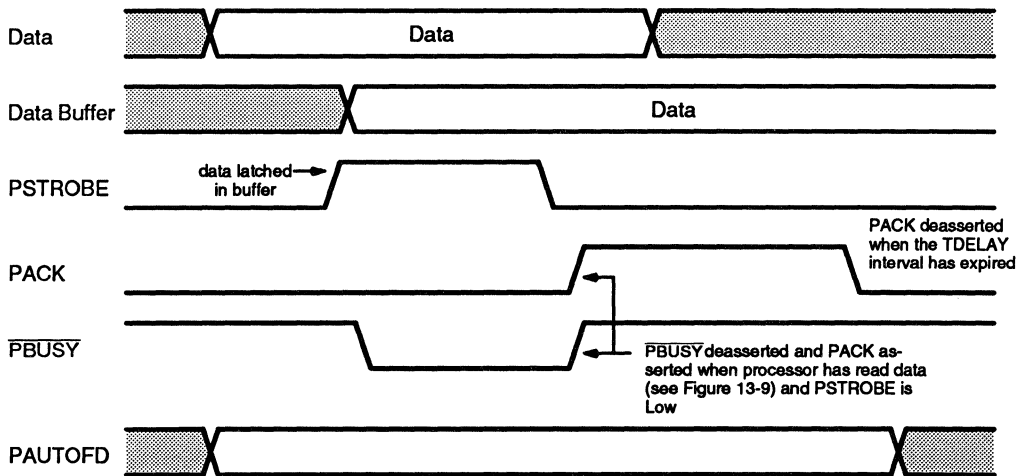 Data
Data
Data Buffer
Data
PSTROBE
data latched
in buffer
PACK
PACK deasserted
when the TDELAY
interval has expired
PBUSY
PBUSY deasserted and PACK as-
serted when processor has read data
(see Figure 13-9) and PSTROBE is
Low
PAUTOFD